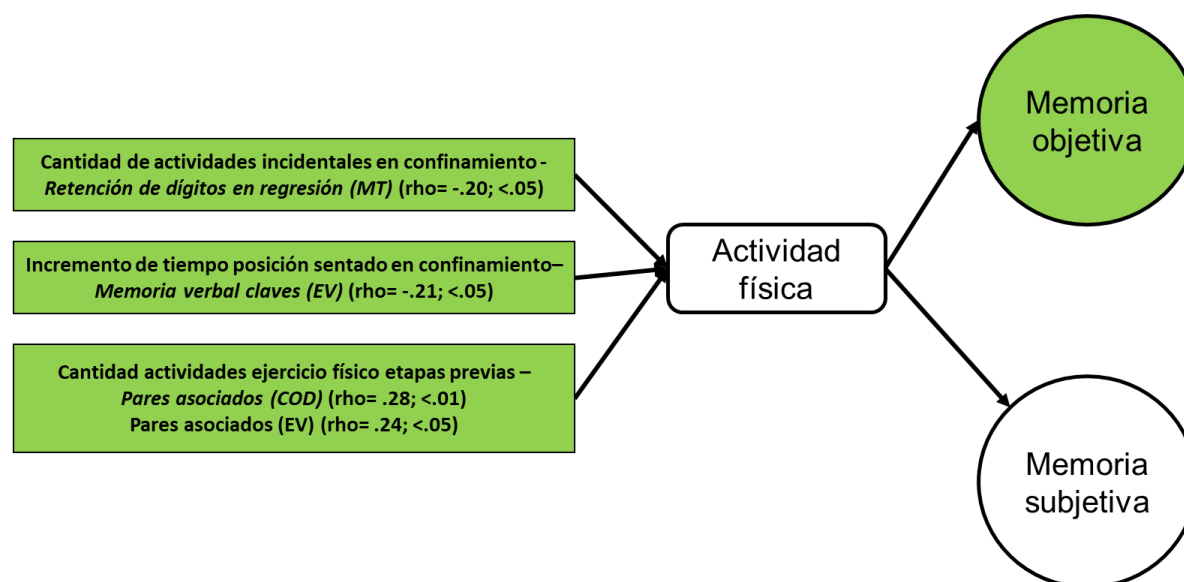 Cantidad de actividades incidentales en confinamiento -
Retención de dígitos en regresión (MT) (rho= -.20; <.05)
Incremento de tiempo posición sentado en confinamiento–
Memoria verbal claves (EV) (rho= -.21; <.05)
Cantidad actividades ejercicio físico etapas previas –
Pares asociados (COD) (rho= .28; <.01)
Pares asociados (EV) (rho= .24; <.05)
Actividad
física
Memoria
objetiva
Memoria
subjetiva